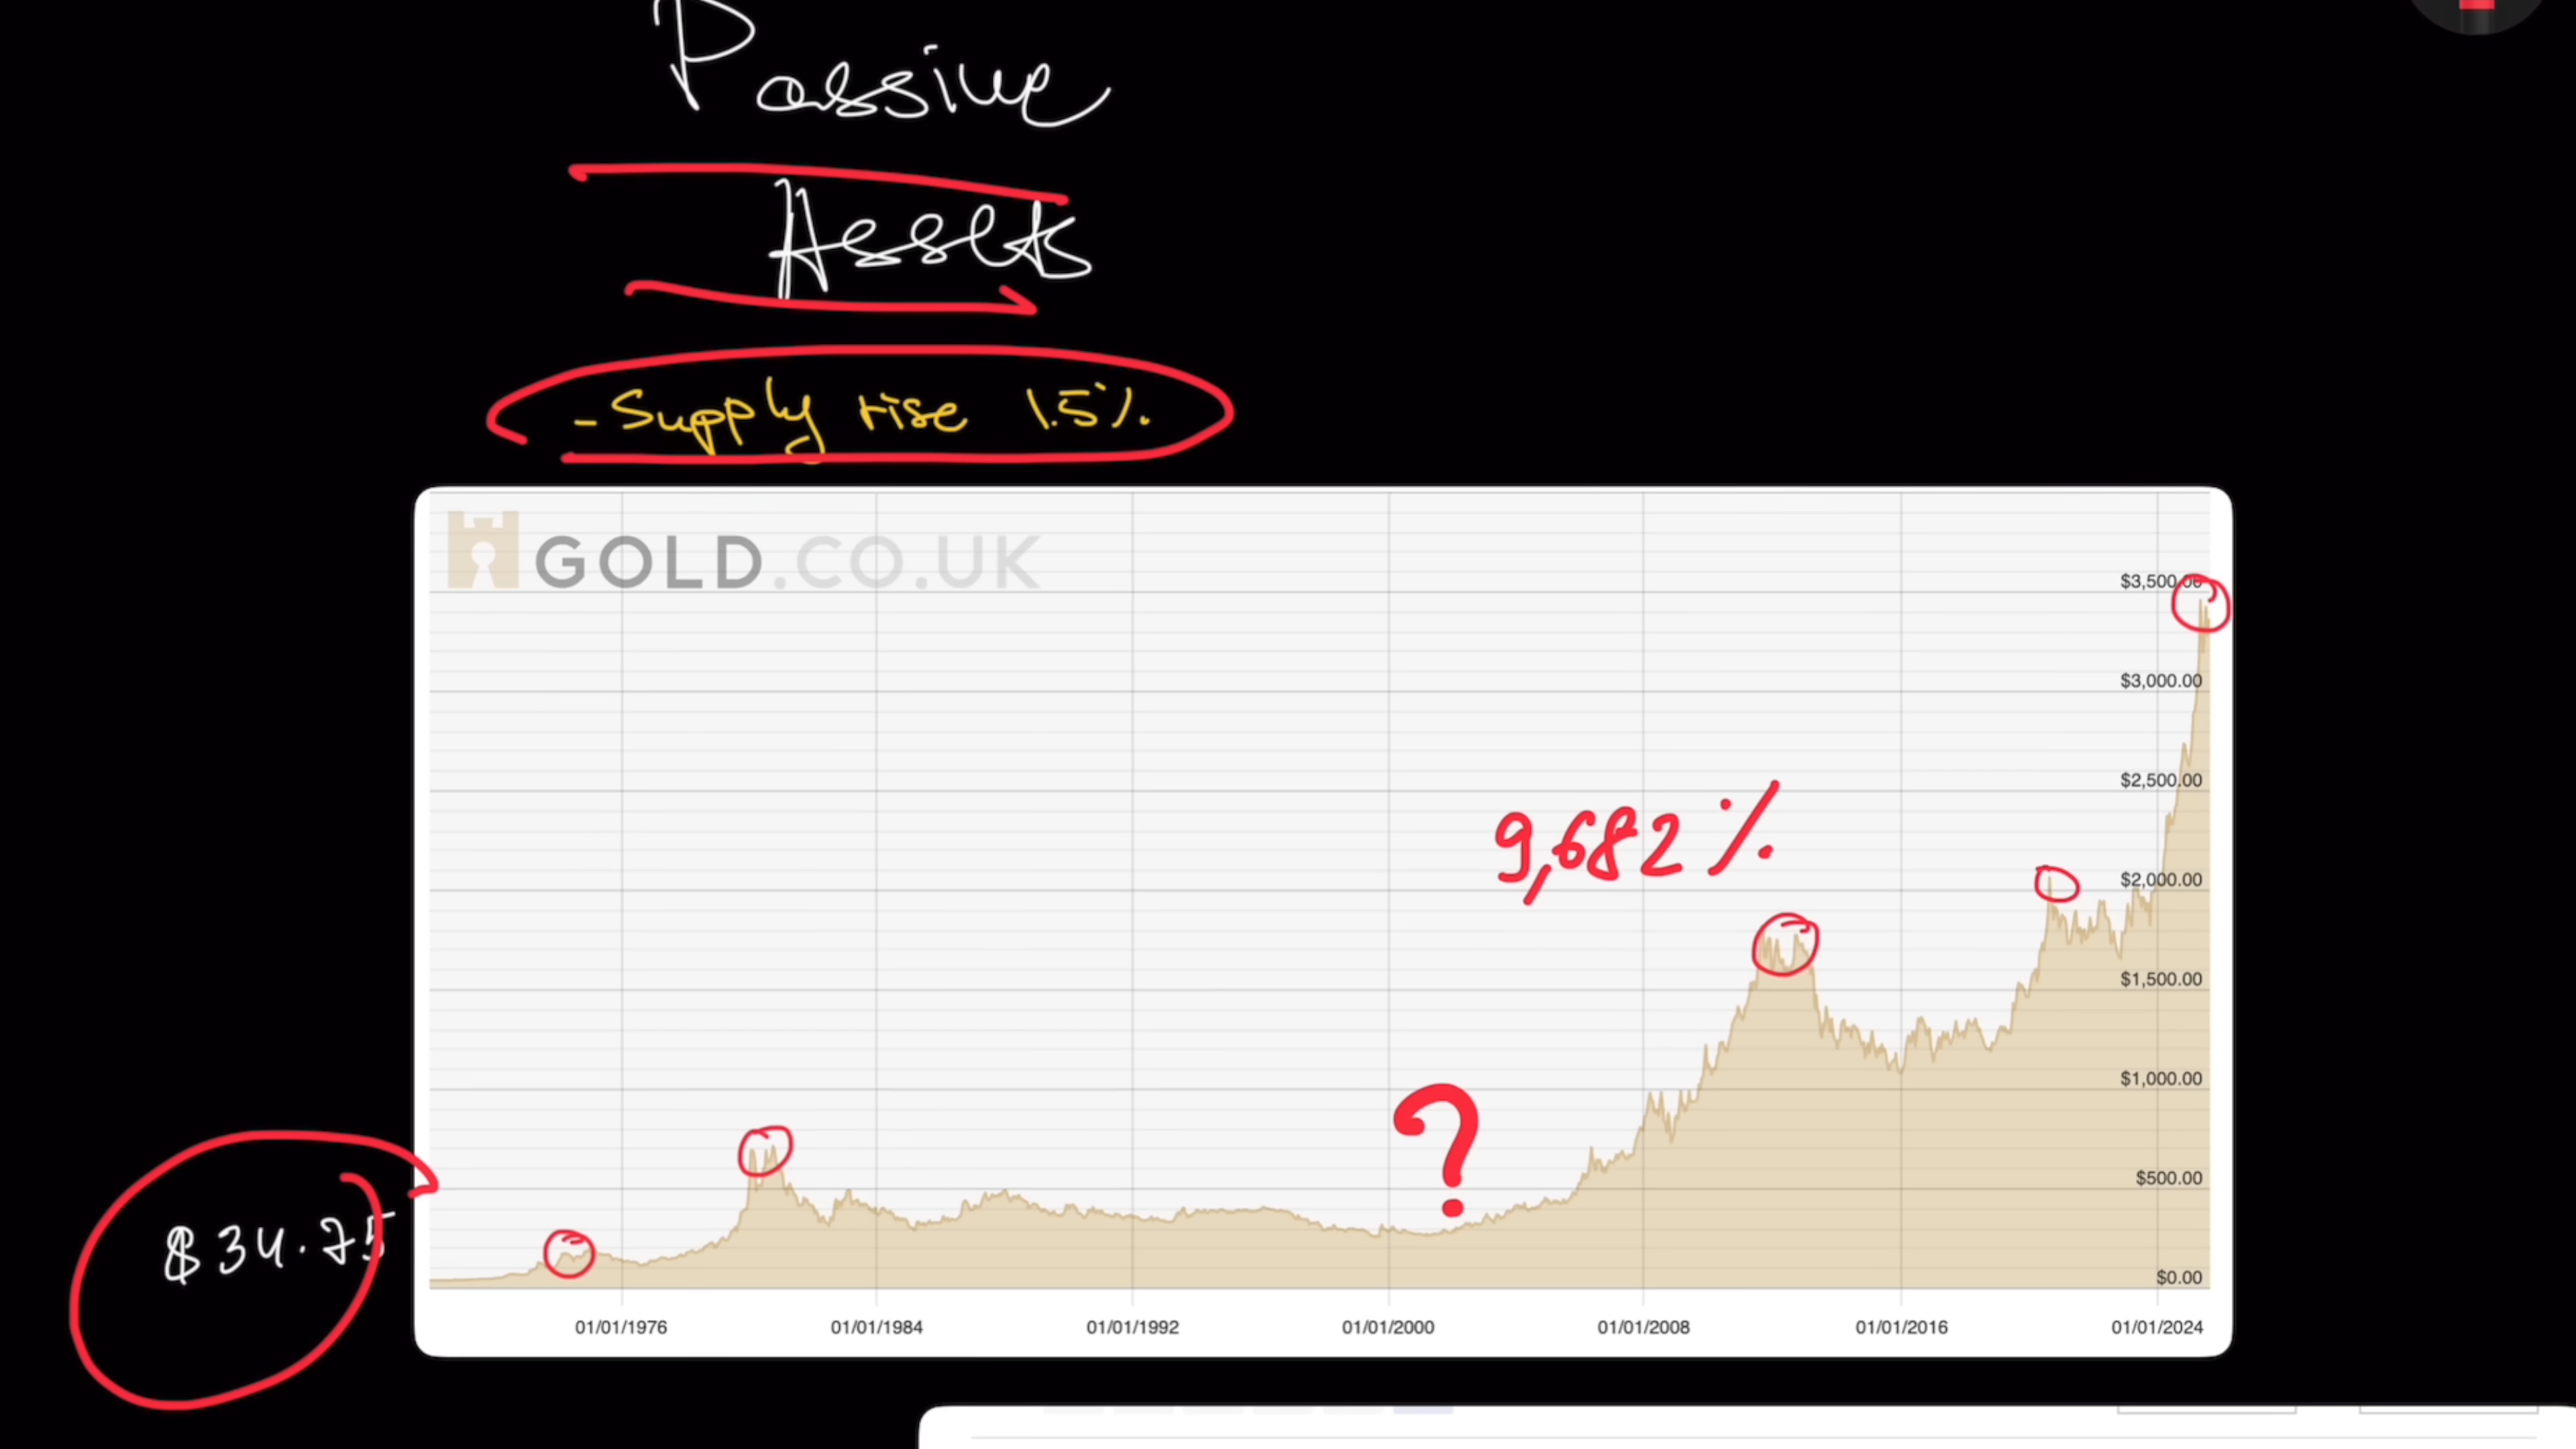 Passive
Assets
- Supply rise 1.5%.
GOLD.CO.UK
$3,500.00
$3,000.00
$2,500.00
9,682%
$2,000.00
$1,500.00
$1,000.00
?
$500.00
$34.75
$0.00
01/01/1976 01/01/1984 01/01/1992 01/01/2000 01/01/2008 01/01/2016 01/01/2024